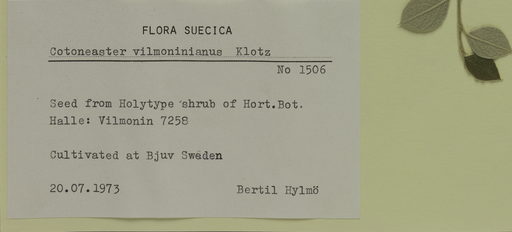 FLORA SUECICA
Cotoneaster vilmoninianus Klotz
No 1506
Seed from Holytype shrub of Hort.Bot.
Halle: Vilmonin 7258
Cultivated at Bjuv Sweden
20.07.1973 Bertil Hylmö